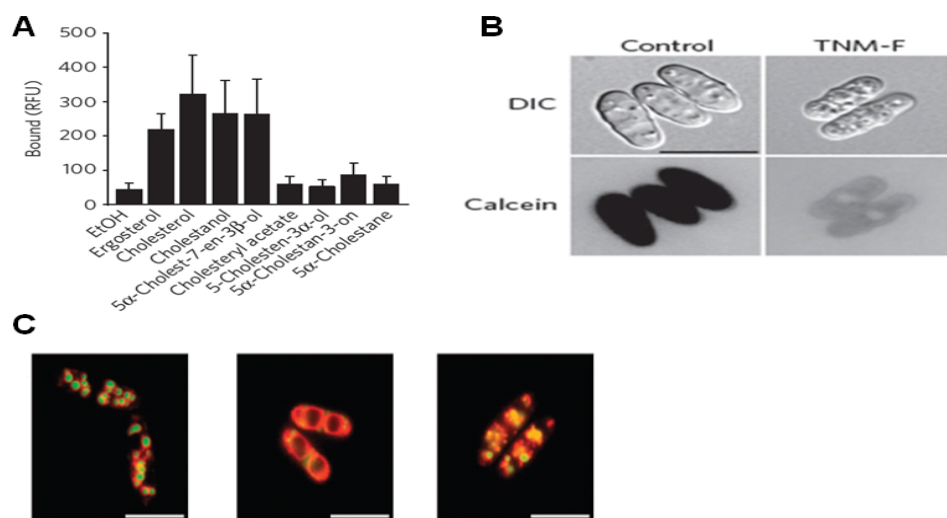 A
500
400
300
200
100
0
Bound (RFU)
EtOH
Ergosterol
Cholesterol
Cholestanol
5α-Cholest-7-en-3β-ol
Cholesteryl acetate
5-Cholesten-3α-ol
5α-Cholestan-3-on
5α-Cholestane
B
Control TNM-F
DIC
Calcein
C